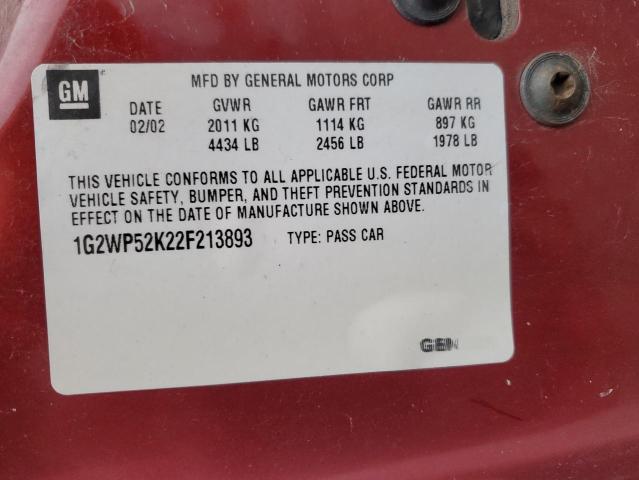 GM
MFD BY GENERAL MOTORS CORP
DATE GVWR GAWR FRT GAWR RR
02/02 2011 KG 1114 KG 897 KG
4434 LB 2456 LB 1978 LB
THIS VEHICLE CONFORMS TO ALL APPLICABLE U.S. FEDERAL MOTOR
VEHICLE SAFETY, BUMPER, AND THEFT PREVENTION STANDARDS IN
EFFECT ON THE DATE OF MANUFACTURE SHOWN ABOVE.
1G2WP52K22F213893 TYPE: PASS CAR